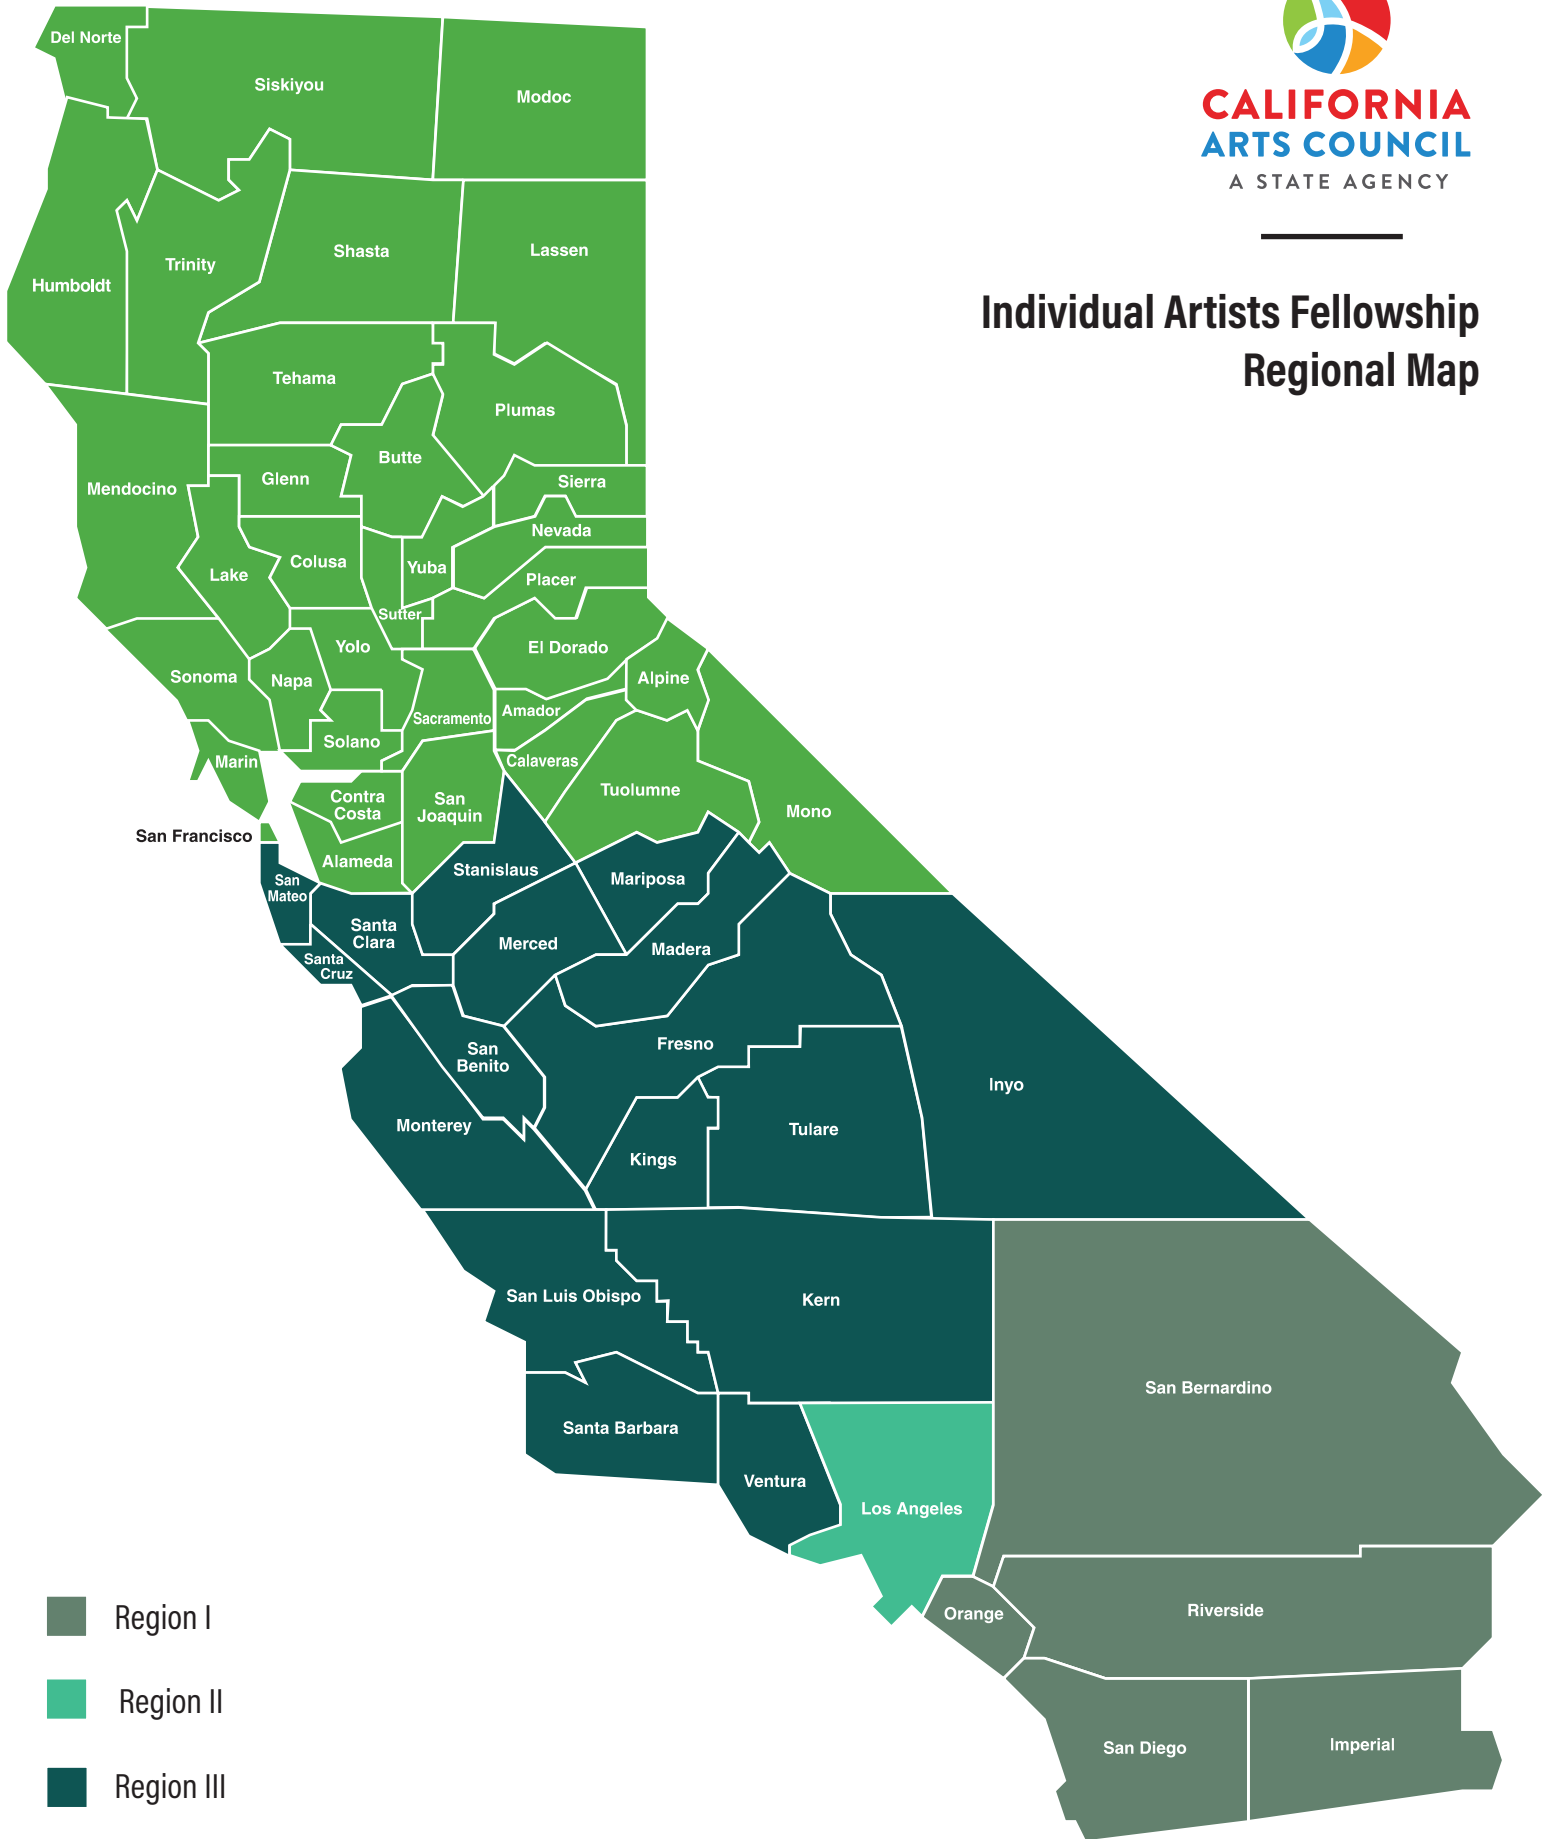 CALIFORNIA
ARTS COUNCIL
A STATE AGENCY
Individual Artists Fellowship
Regional Map
Del Norte
Siskiyou
Modoc
Humboldt
Trinity
Shasta
Lassen
Tehama
Plumas
Mendocino
Glenn
Butte
Sierra
Nevada
Lake
Colusa
Yuba
Placer
Sutter
Sonoma
Napa
Yolo
El Dorado
Alpine
Sacramento
Amador
Solano
Marin
Calaveras
Contra
Costa
San
Joaquin
Tuolumne
Mono
San Francisco
Alameda
Stanislaus
San
Mateo
Mariposa
Santa
Clara
Merced
Madera
Santa
Cruz
San
Benito
Fresno
Inyo
Monterey
Kings
Tulare
San Luis Obispo
Kern
San Bernardino
Santa Barbara
Ventura
Los Angeles
Orange
Riverside
San Diego
Imperial
Region I
Region II
Region III